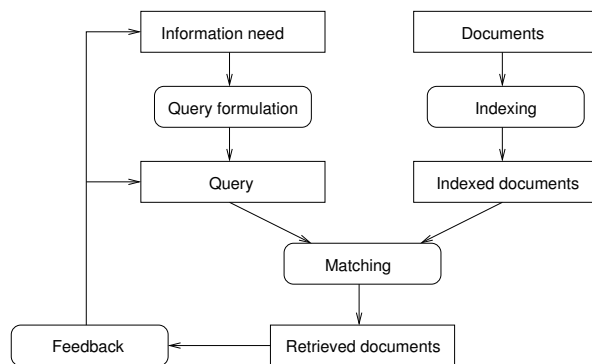 Information need
Documents
Query formulation
Indexing
Query
Indexed documents
Matching
Feedback
Retrieved documents